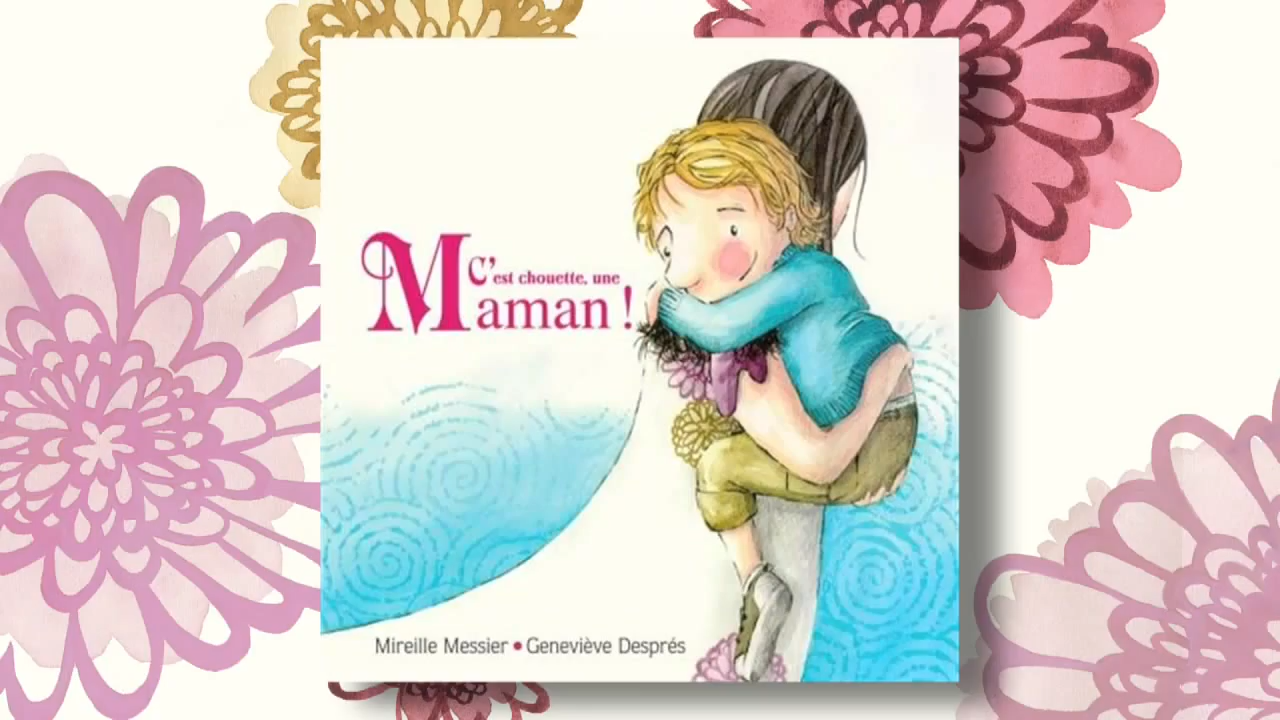 C'est chouette, une
Maman !
Mireille Messier • Geneviève Després